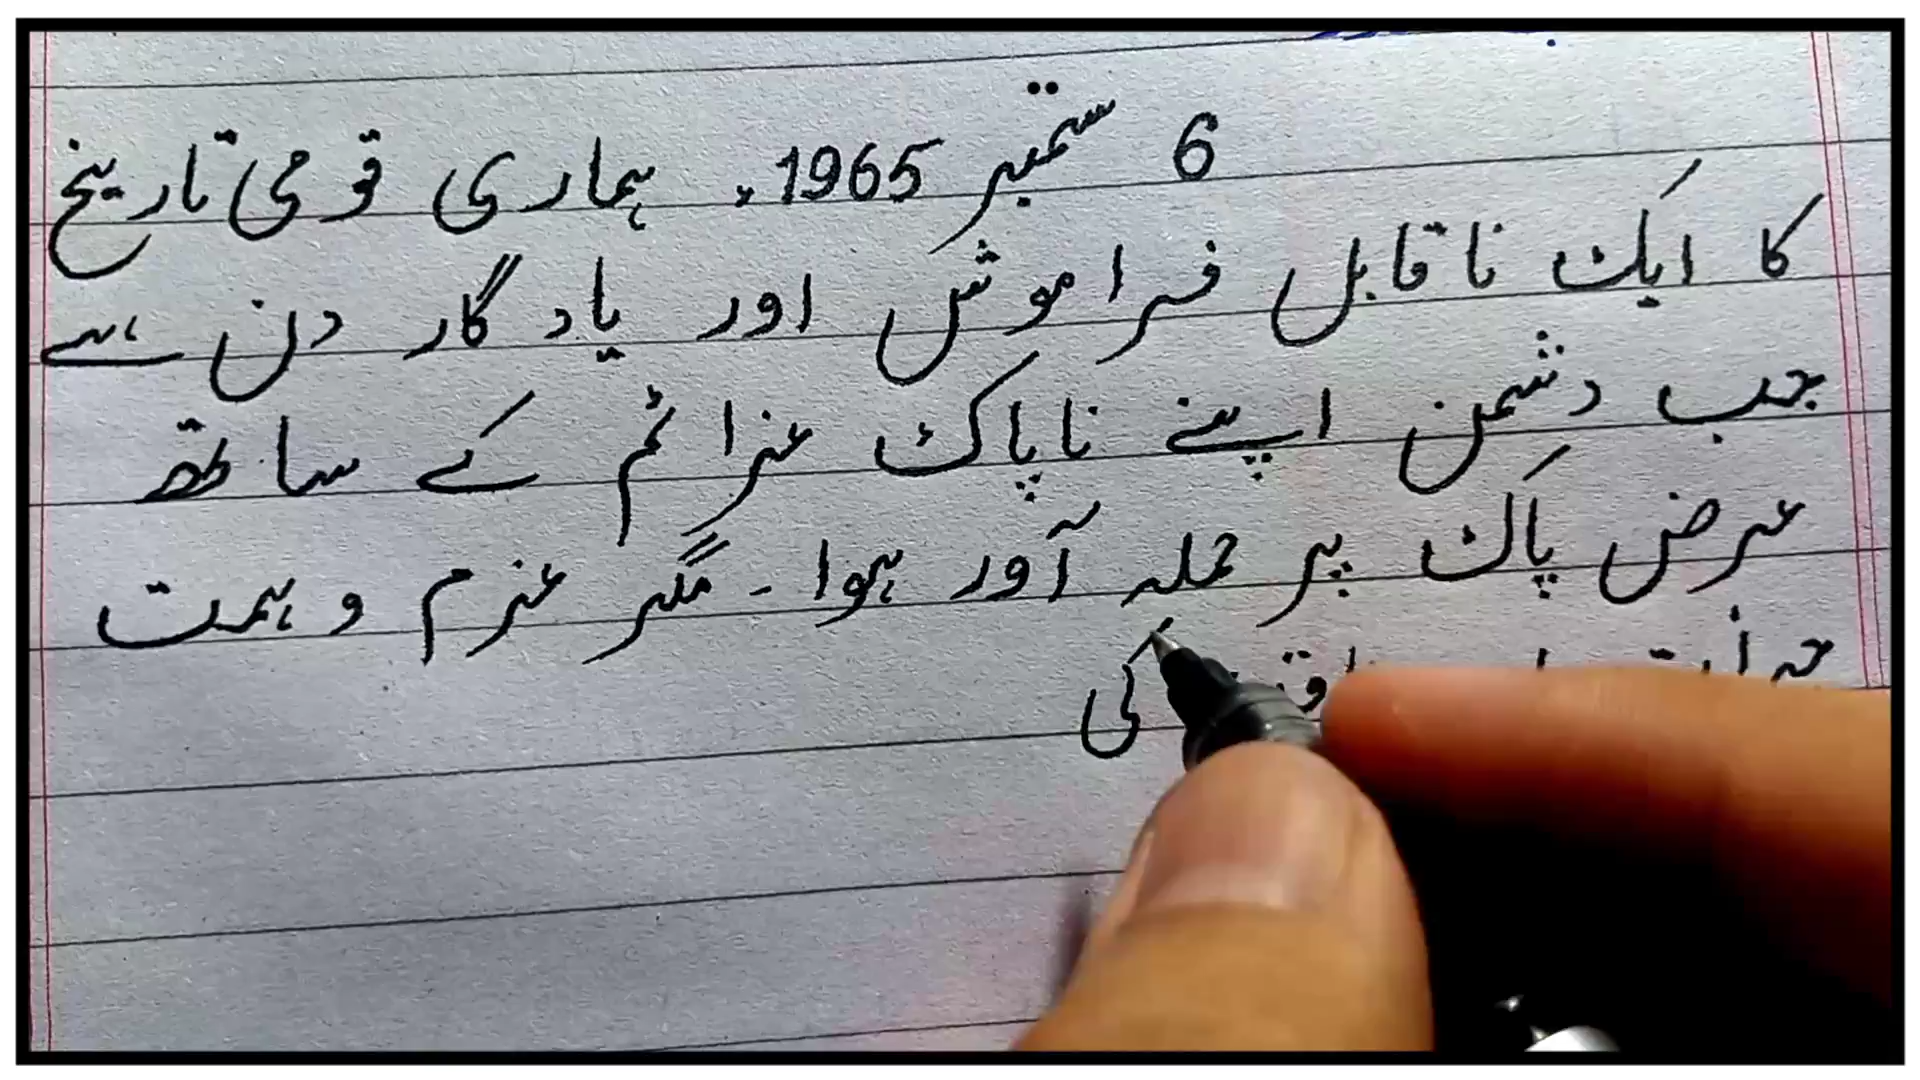 6 ستمبر 1965ء ہماری قومی تاریخ
کا ایک ناقابل فراموش اور یادگار دن ہے
جب دشمن اپنے ناپاک عزائم کے ساتھ
عرض پاک پر حملہ آور ہوا۔ مگر عزم و ہمت
کی